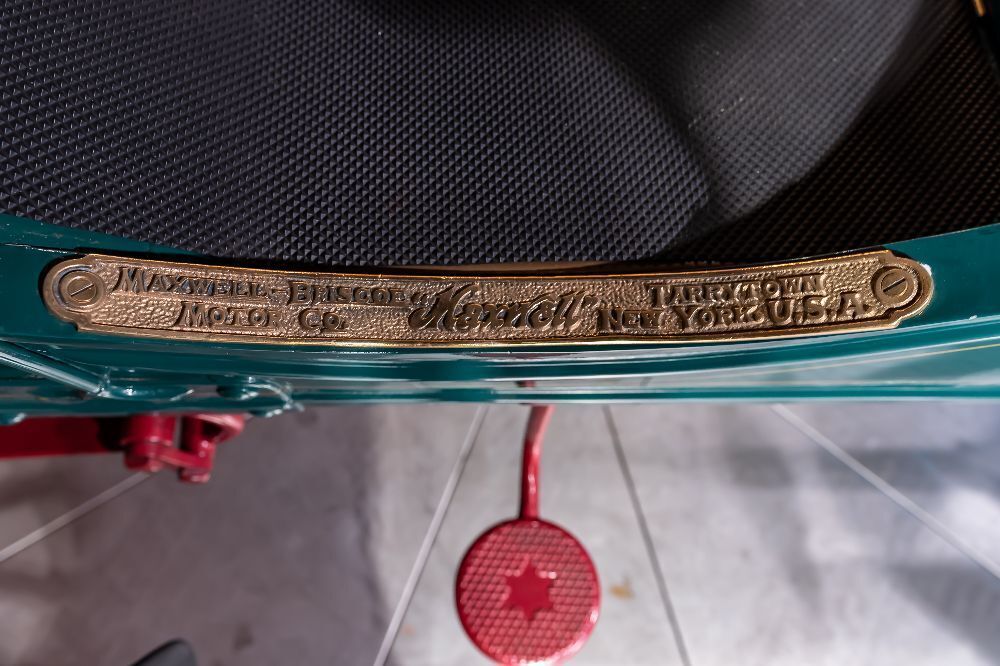 MAXWELL-BRISCOE
MOTOR CO.
"Maxwell"
TARRYTOWN
NEW YORK. U.S.A.